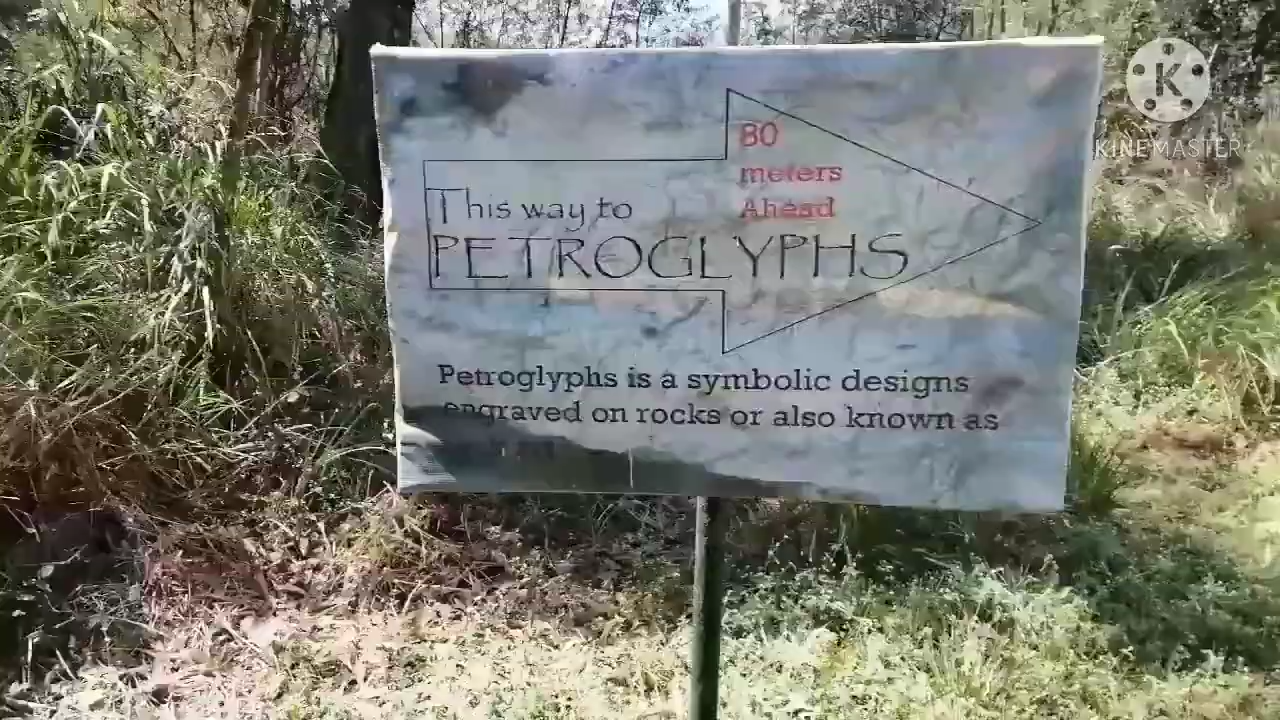 80
meters
Ahead
This way to
PETROGLYPHS
Petroglyphs is a symbolic designs
engraved on rocks or also known as
K
KINEMASTER